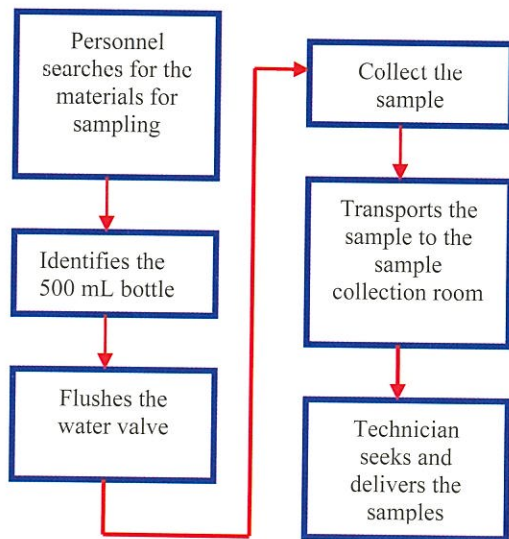 Personnel
searches for the
materials for
sampling
Identifies the
500 mL bottle
Flushes the
water valve
Collect the
sample
Transports the
sample to the
sample
collection room
Technician
seeks and
delivers the
samples